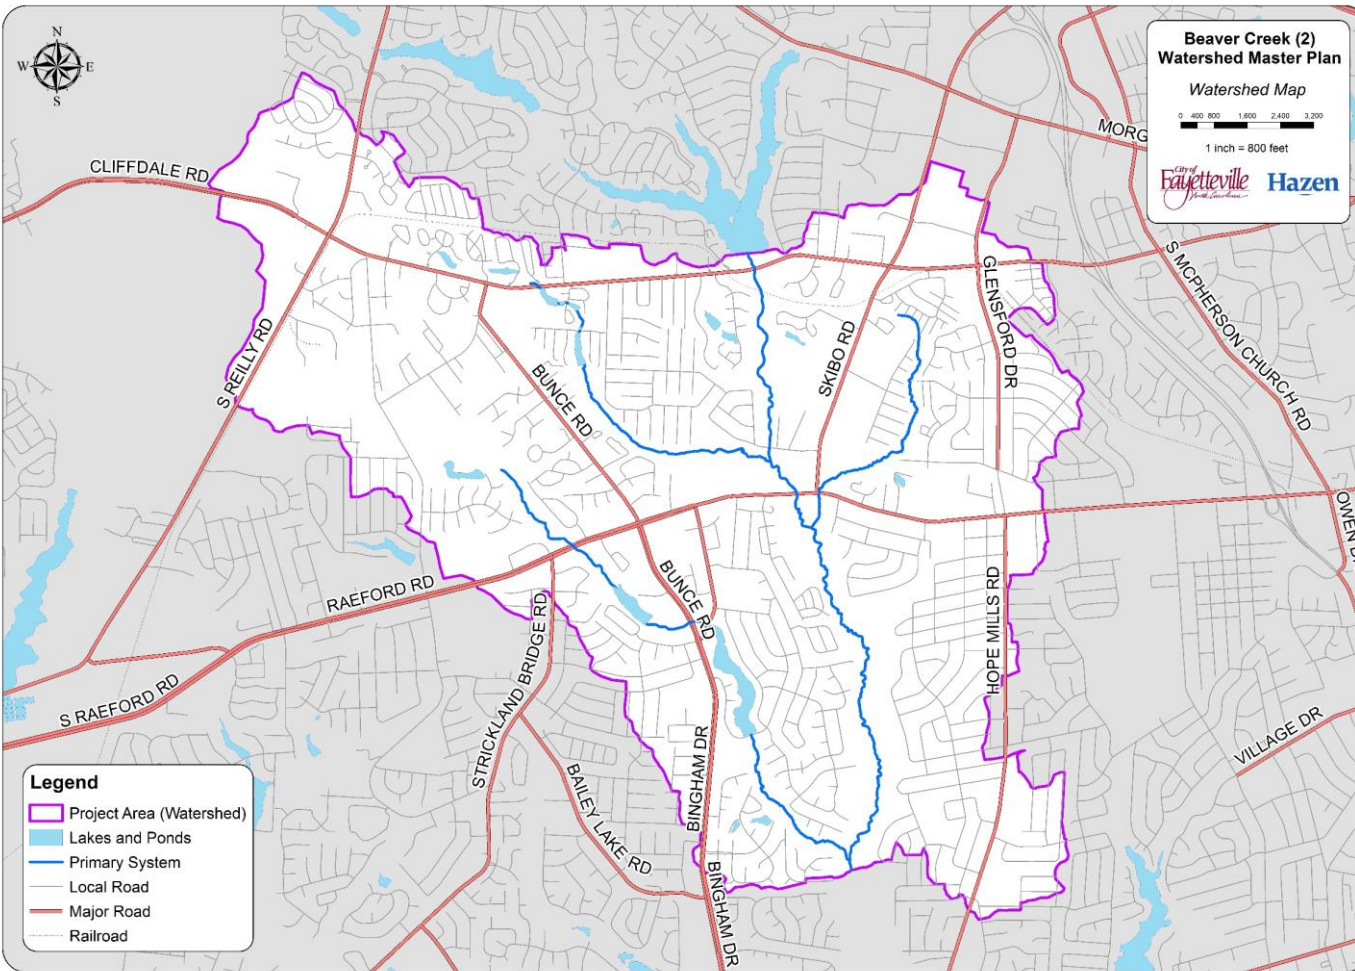 N
W
E
S
Beaver Creek (2)
Watershed Master Plan
Watershed Map
0 400 800 1,600 2,400 3,200
1 inch = 800 feet
City of
Fayetteville
North Carolina
Hazen
MORG
CLIFFDALE RD
S MCPHERSON CHURCH RD
GLENSFORD DR
SKIBO RD
S REILLY RD
BUNCE RD
OWEN D
RAEFORD RD
BUNCE RD
HOPE MILLS RD
STRICKLAND BRIDGE RD
S RAEFORD RD
VILLAGE DR
BINGHAM DR
BAILEY LAKE RD
BINGHAM DR
Legend
Project Area (Watershed)
Lakes and Ponds
Primary System
Local Road
Major Road
Railroad